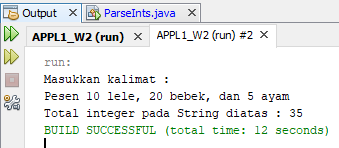 Output
ParseInts.java
APPL1_W2 (run)
APPL1_W2 (run) #2
run:
Masukkan kalimat :
Pesen 10 lele, 20 bebek, dan 5 ayam
Total integer pada String diatas : 35
BUILD SUCCESSFUL (total time: 12 seconds)